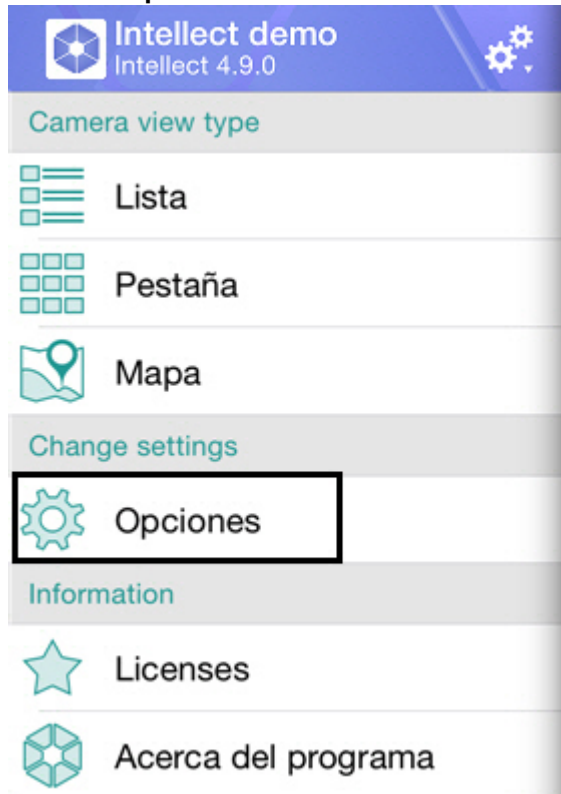 Intellect demo
Intellect 4.9.0
Camera view type
Lista
Pestaña
Mapa
Change settings
Opciones
Information
Licenses
Acerca del programa